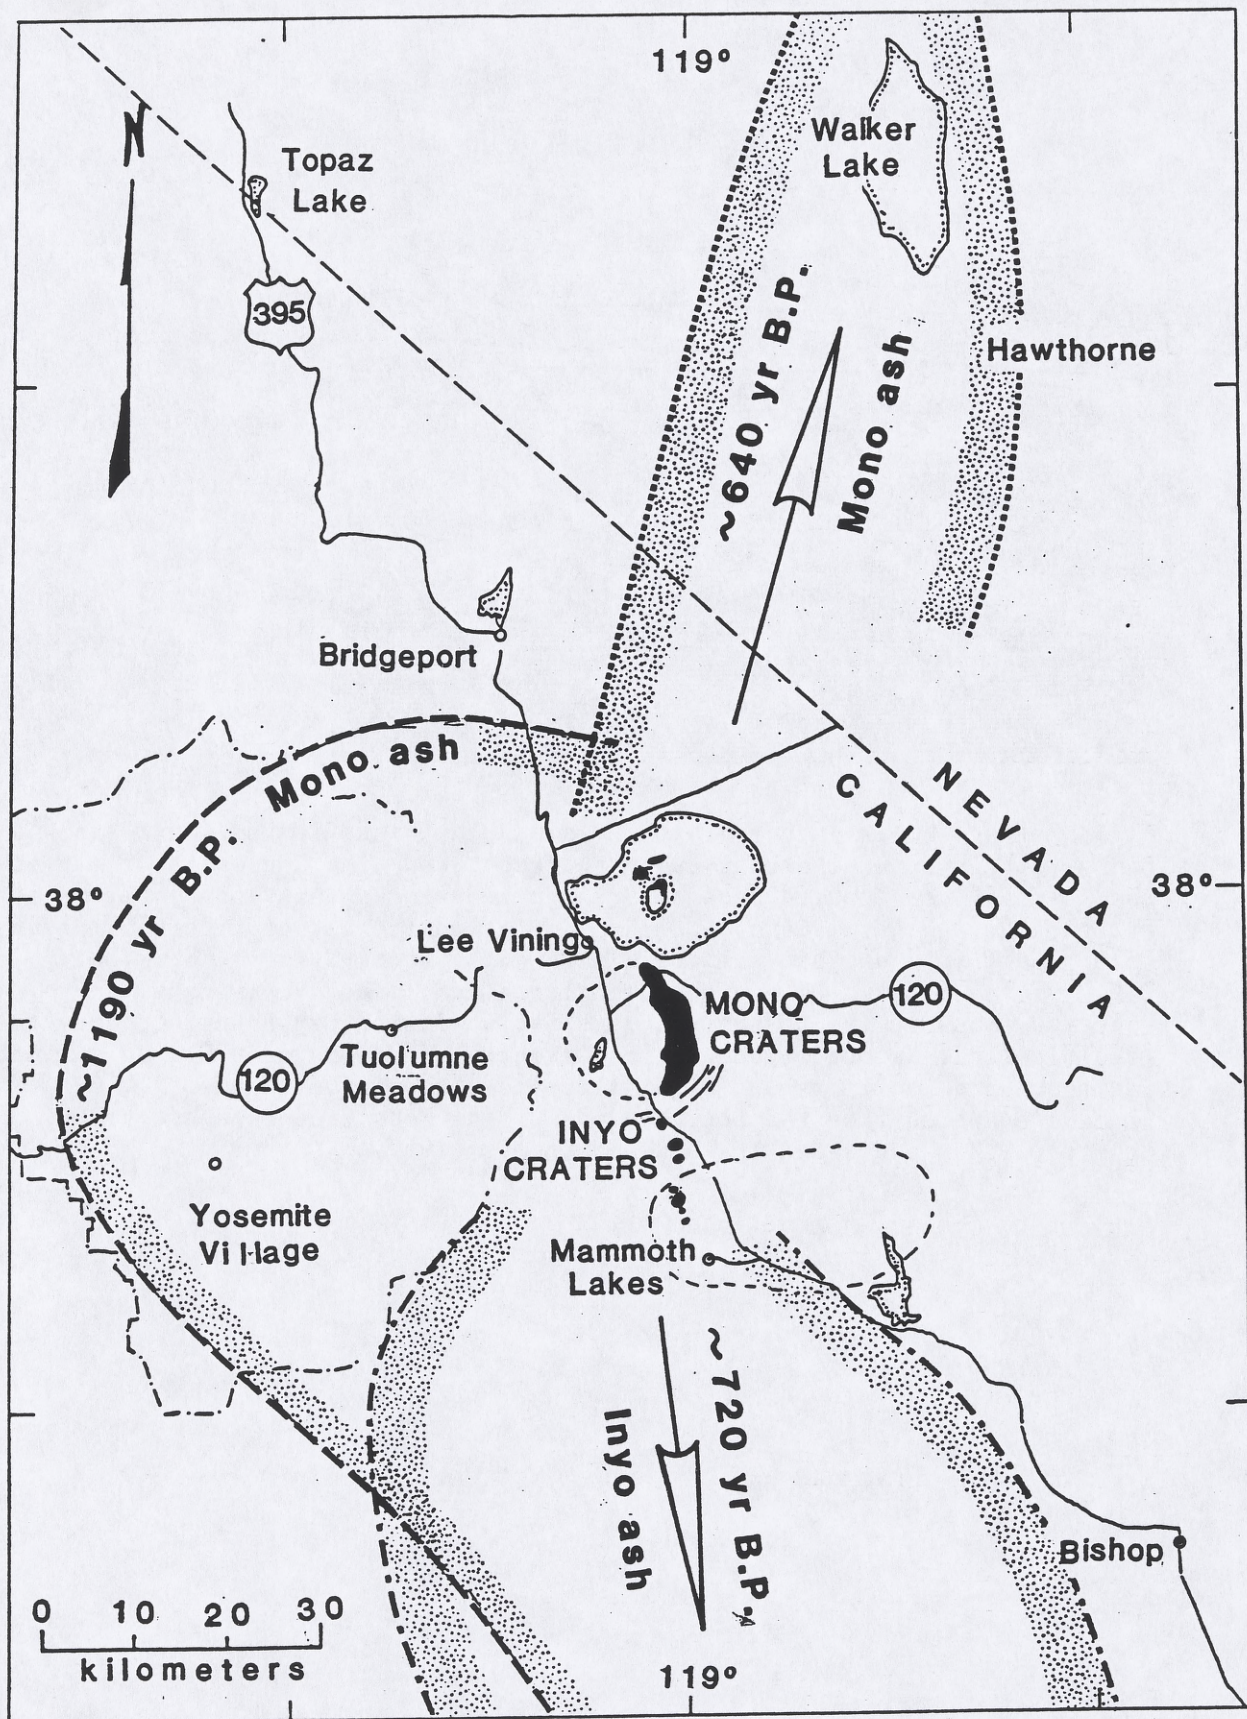 119°
N
Walker
Lake
Topaz
Lake
395
~640 yr B.P.
Mono ash
Hawthorne
Bridgeport
Mono ash
~1190 yr B.P.
NEVADA
CALIFORNIA
38°
38°
Lee Vining
MONO
CRATERS
120
Tuolumne
Meadows
120
INYO
CRATERS
Yosemite
Village
Mammoth
Lakes
~720 yr B.P.
Inyo ash
Bishop
0 10 20 30
kilometers
119°